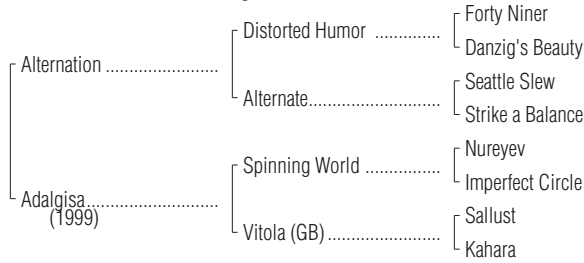 Forty Niner
Distorted Humor ..............
Danzig's Beauty
Alternation ........................
Seattle Slew
Alternate............................
Strike a Balance
Nureyev
Spinning World ................
Imperfect Circle
Adalgisa............................
(1999)
Sallust
Vitola (GB)........................
Kahara